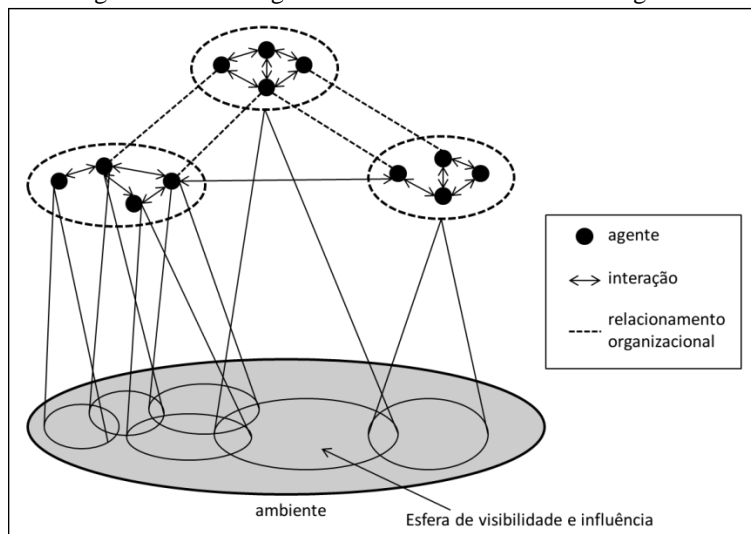 agente
interação
relacionamento
organizacional
ambiente
Esfera de visibilidade e influência